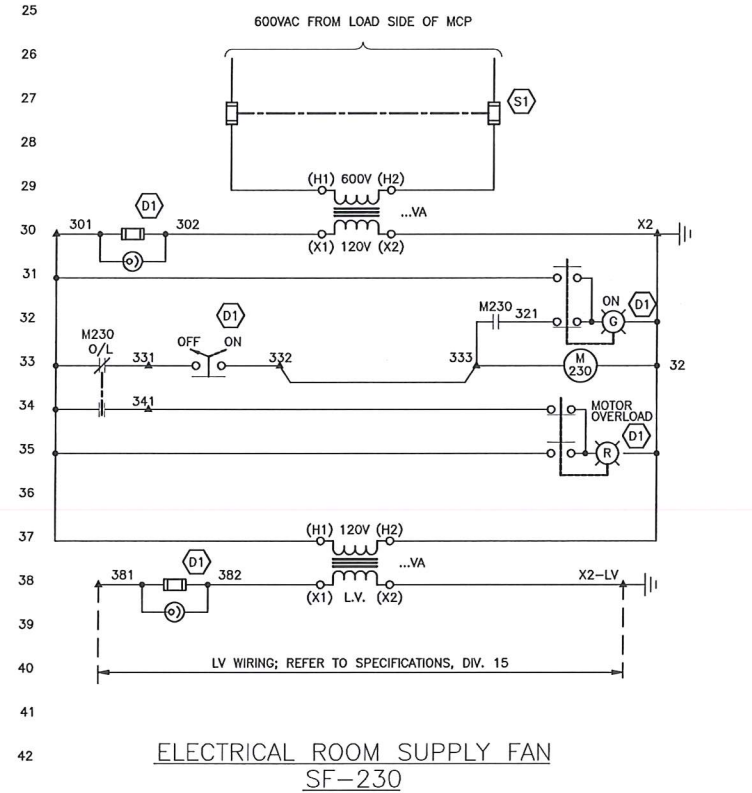 25
600VAC FROM LOAD SIDE OF MCP
26
27
S1
28
29
(H1) 600V (H2)
D1
...VA
30
301
302
(X1) 120V (X2)
X2
31
ON
D1
M230
321
G
32
D1
M230
O/L
OFF
ON
33
331
332
333
M
230
32
34
341
MOTOR
OVERLOAD
D1
35
R
36
37
(H1) 120V (H2)
D1
...VA
38
381
382
(X1) L.V. (X2)
X2-LV
39
40
LV WIRING; REFER TO SPECIFICATIONS, DIV. 15
41
42
ELECTRICAL ROOM SUPPLY FAN
SF-230